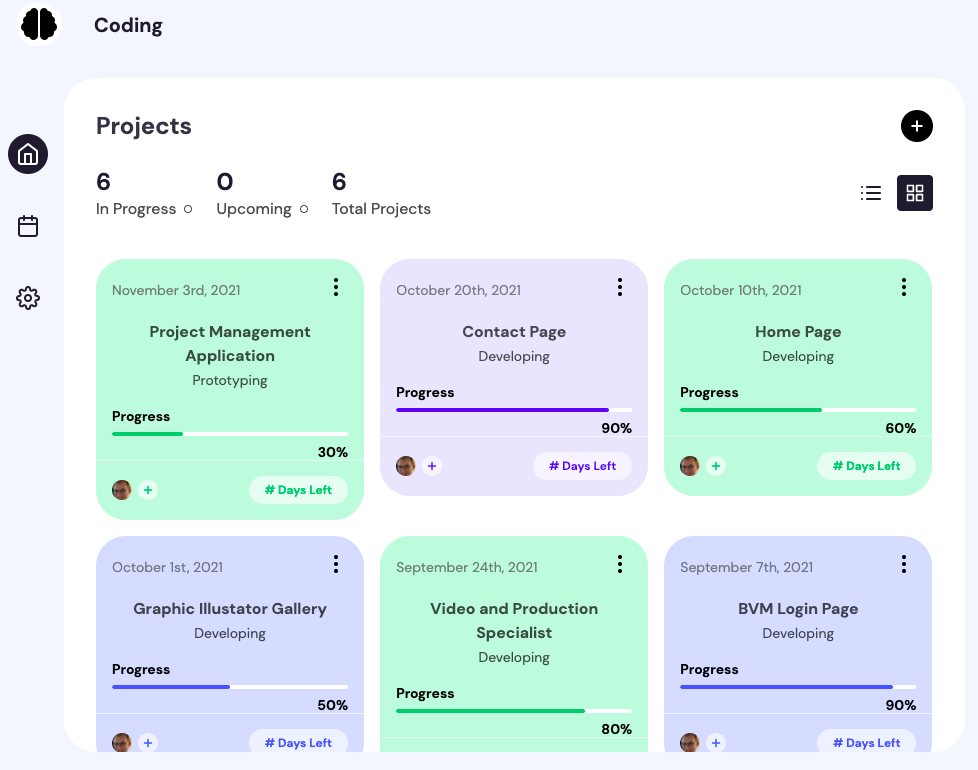 Coding
Projects
+
6
In Progress
0
Upcoming
6
Total Projects
November 3rd, 2021
Project Management
Application
Prototyping
Progress
30%
+
# Days Left
October 20th, 2021
Contact Page
Developing
Progress
90%
+
# Days Left
October 10th, 2021
Home Page
Developing
Progress
60%
+
# Days Left
October 1st, 2021
Graphic Illustator Gallery
Developing
Progress
50%
+
# Days Left
September 24th, 2021
Video and Production
Specialist
Developing
Progress
80%
September 7th, 2021
BVM Login Page
Developing
Progress
90%
+
# Days Left